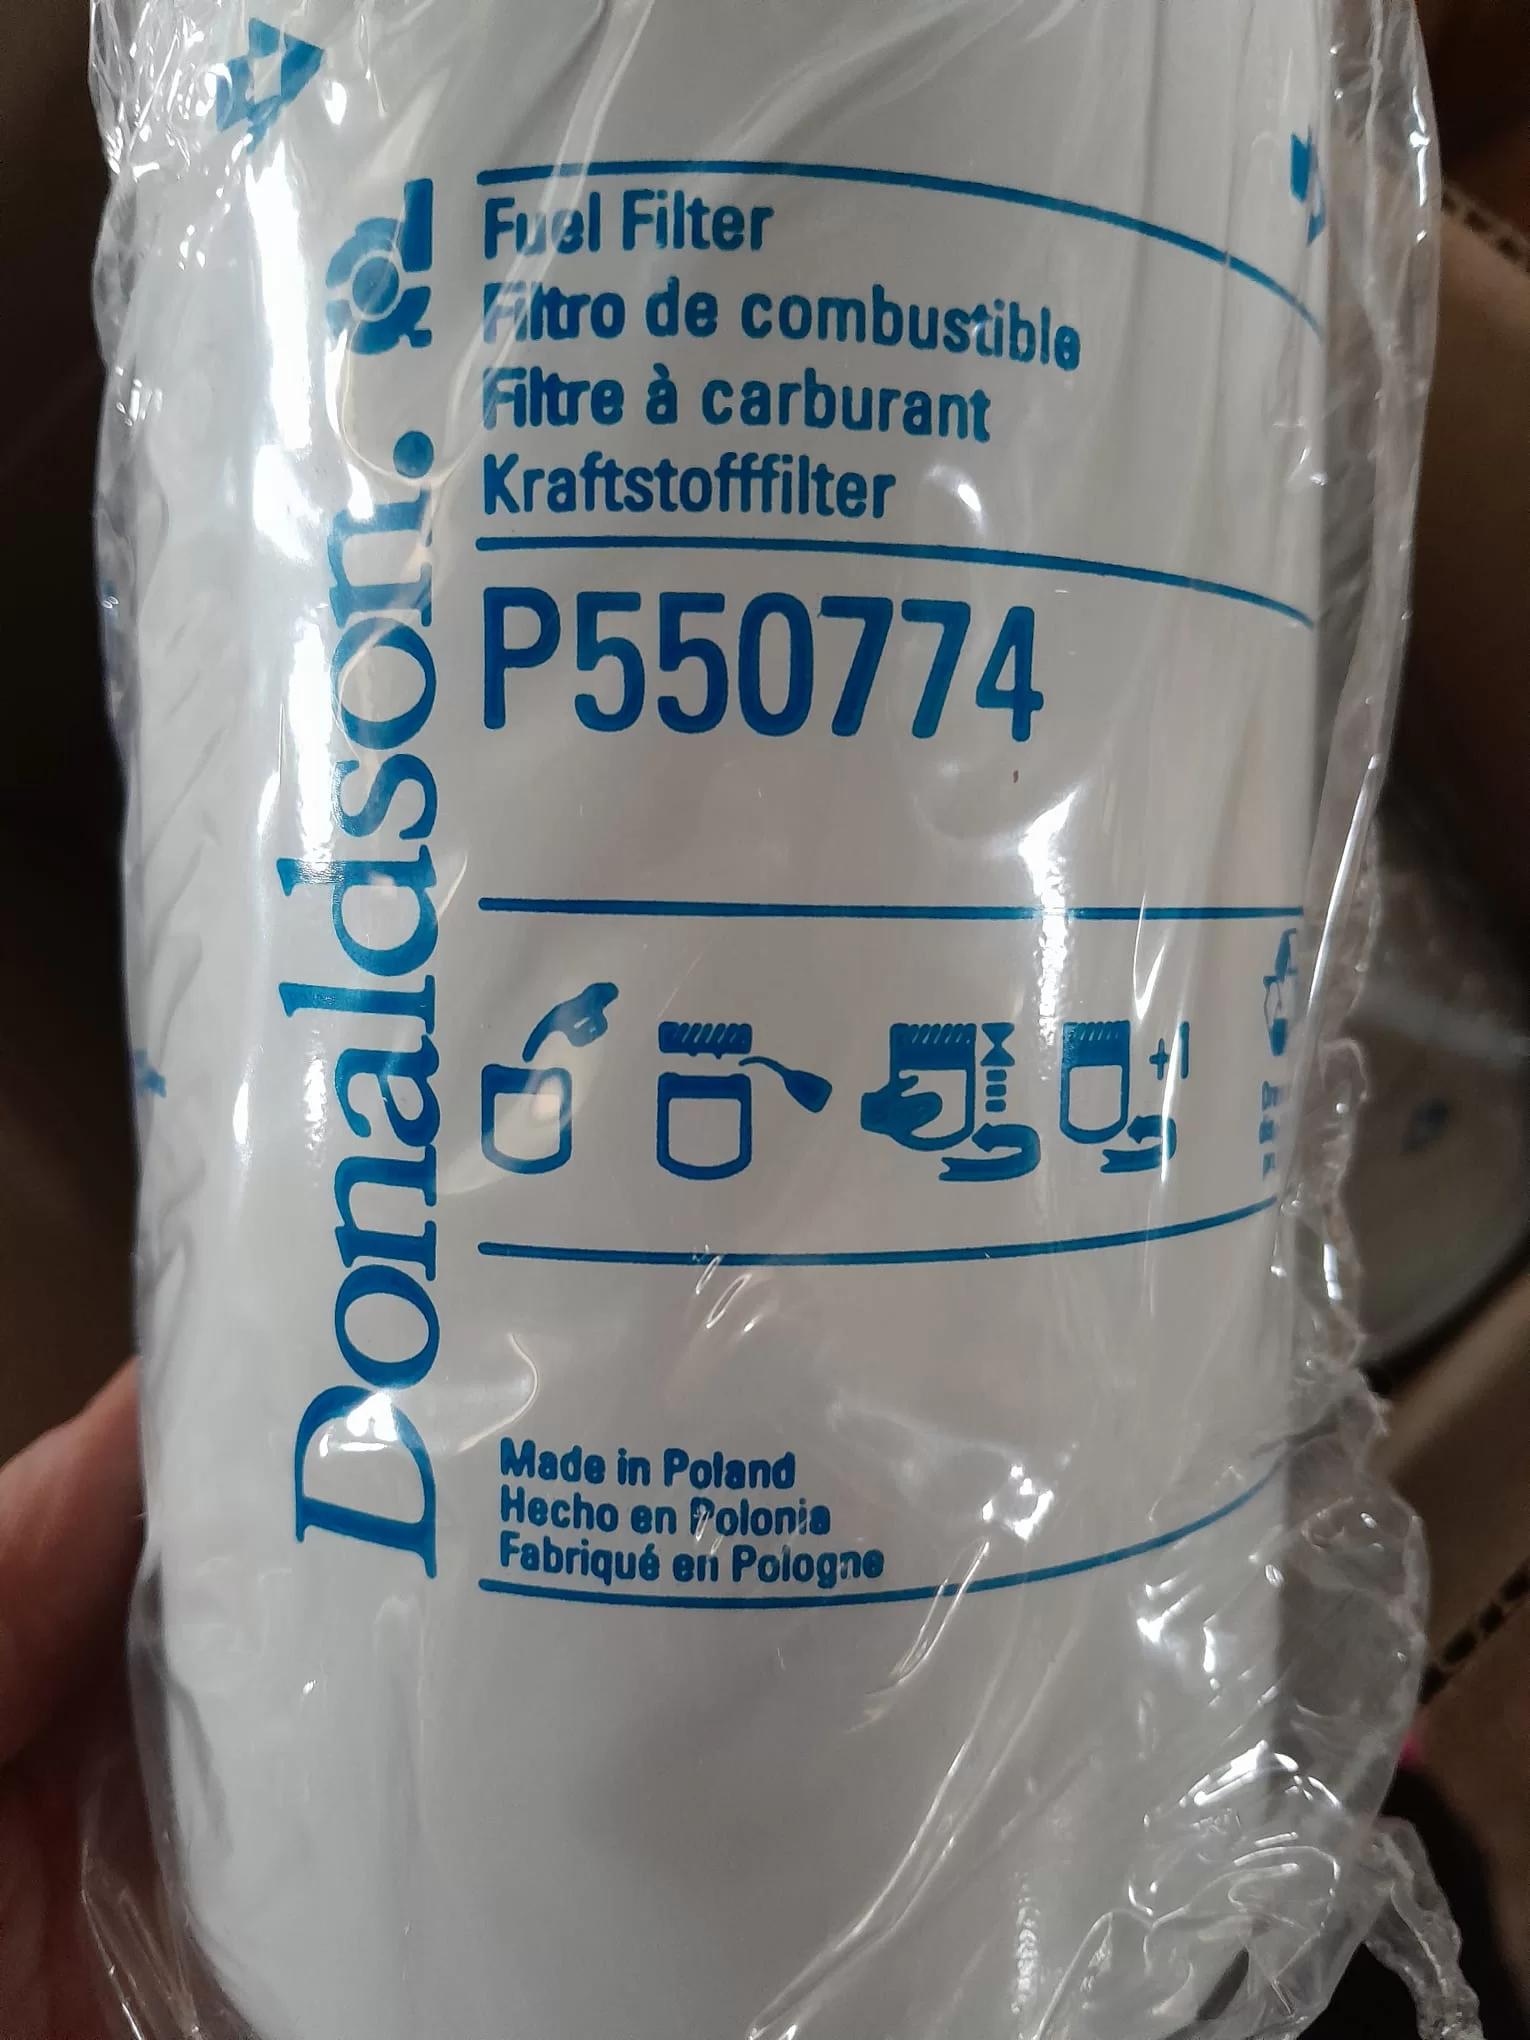 Donaldson.
Fuel Filter
Filtro de combustible
Filtre à carburant
Kraftstofffilter
P550774
+1
Made in Poland
Hecho en Polonia
Fabriqué en Pologne